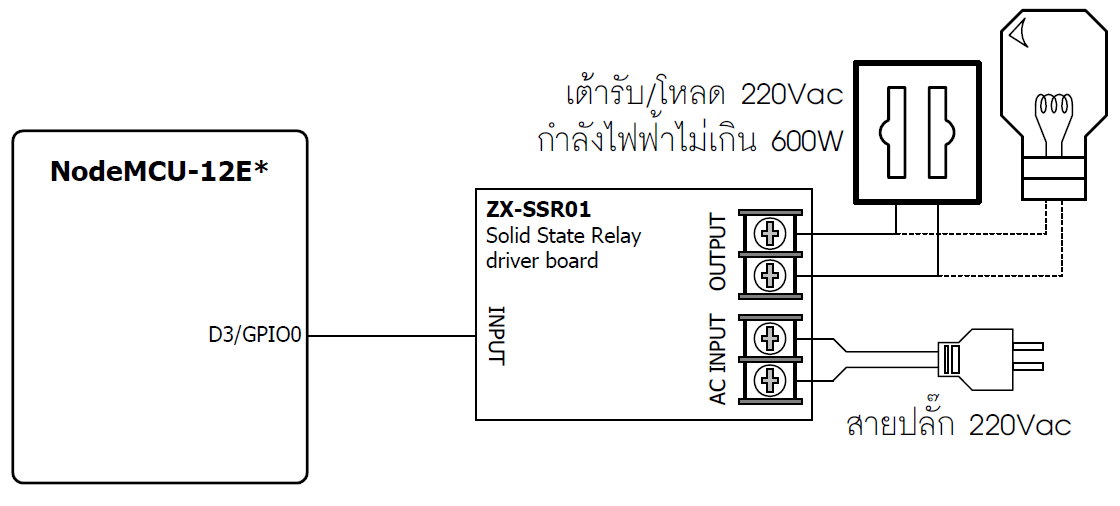 เต้ารับ/โหลด 220Vac
กำลังไฟฟ้าไม่เกิน 600W
NodeMCU-12E*
D3/GPIO0
ZX-SSR01
Solid State Relay
driver board
INPUT
OUTPUT
AC INPUT
สายปลั๊ก 220Vac